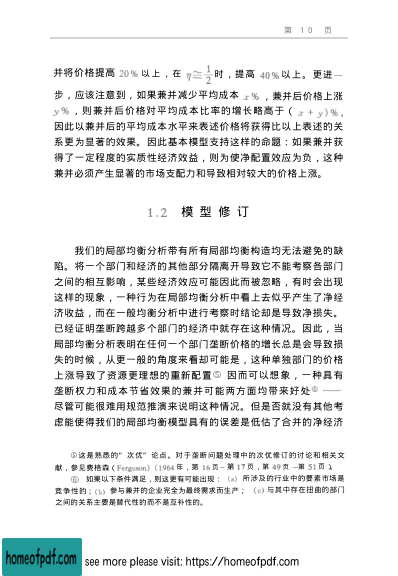 第 10 页
并将价格提高 20% 以上，在 η≅1/2 时，提高 40%以上。更进一
步，应该注意到，如果兼并减少平均成本 x%，兼并后价格上涨
y%，则兼并后价格对平均成本比率的增长略高于（ x + y)%，
因此以兼并后的平均成本水平来表述价格将获得比以上表述的关
系更为显著的效果。因此基本模型支持这样的命题：如果兼并获
得了一定程度的实质性经济效益，则为使净配置效应为负，这种
兼并必须产生显著的市场支配力和导致相对较大的价格上涨。
1.2 模型修订
我们的局部均衡分析带有所有局部均衡构造均无法避免的缺
陷。将一个部门和经济的其他部分隔离开导致它不能考察各部门
之间的相互影响，某些经济效应可能因此而被忽略，有时会出现
这样的现象，一种行为在局部均衡分析中看上去似乎产生了净经
济收益，而在一般均衡分析中进行考察时结论却是导致净损失。
已经证明垄断跨越多个部门的经济中就存在这种情况。因此，当
局部均衡分析表明在任何一个部门垄断价格的增长总是会导致损
失的时候，从更一般的角度来看却可能是，这种单独部门的价格
上涨导致了资源更理想的重新配置⑤ 因而可以想象，一种具有
垄断权力和成本节省效果的兼并可能两方面均带来好处⑥ ——
尽管可能很难用规范推演来说明这种情况。但是否就没有其他考
虑能使得我们的局部均衡模型具有的误差是低估了合并的净经济
⑤这是熟悉的“次优”论点。对于垄断问题处理中的次优修订的讨论和相关文
献，参见费格森（Ferguson）（1964 年，第 16页－ 第 17页，第 49页 －第 51页 ）。
⑥ 如果以下条件满足，则这更有可能出现：（a）所涉及的行业中的要素市场是
竞争性的；(b) 参与兼并的企业完全为最终需求而生产； (c)与其中存在扭曲的部门
之间的关系主要是替代性的而不是互补性的。
homeofpdf.com
see more please visit: https://homeofpdf.com